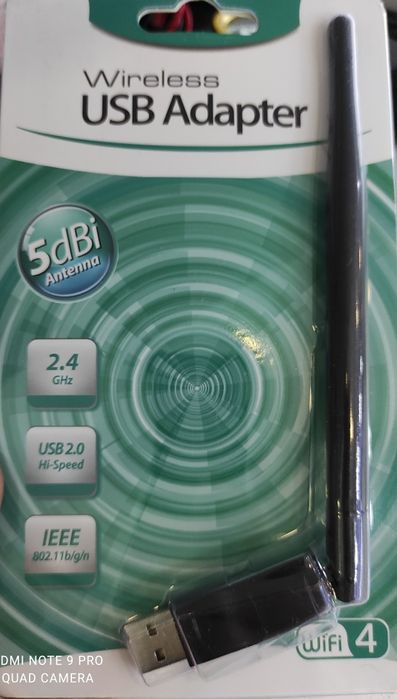 Wireless
USB Adapter
5dBi
Antenna
2.4
GHz
USB 2.0
Hi-Speed
IEEE
802.11b/g/n
WiFi 4
DMI NOTE 9 PRO
QUAD CAMERA